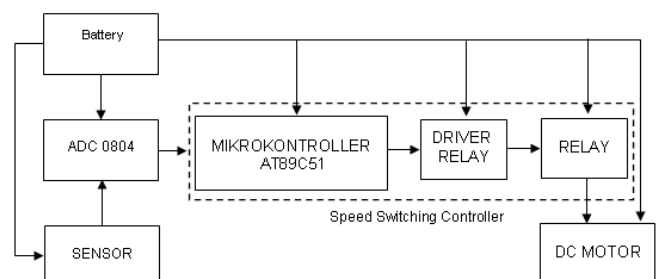 Battery
ADC 0804
MIKROKONTROLLER
AT89C51
DRIVER
RELAY
RELAY
Speed Switching Controller
SENSOR
DC MOTOR